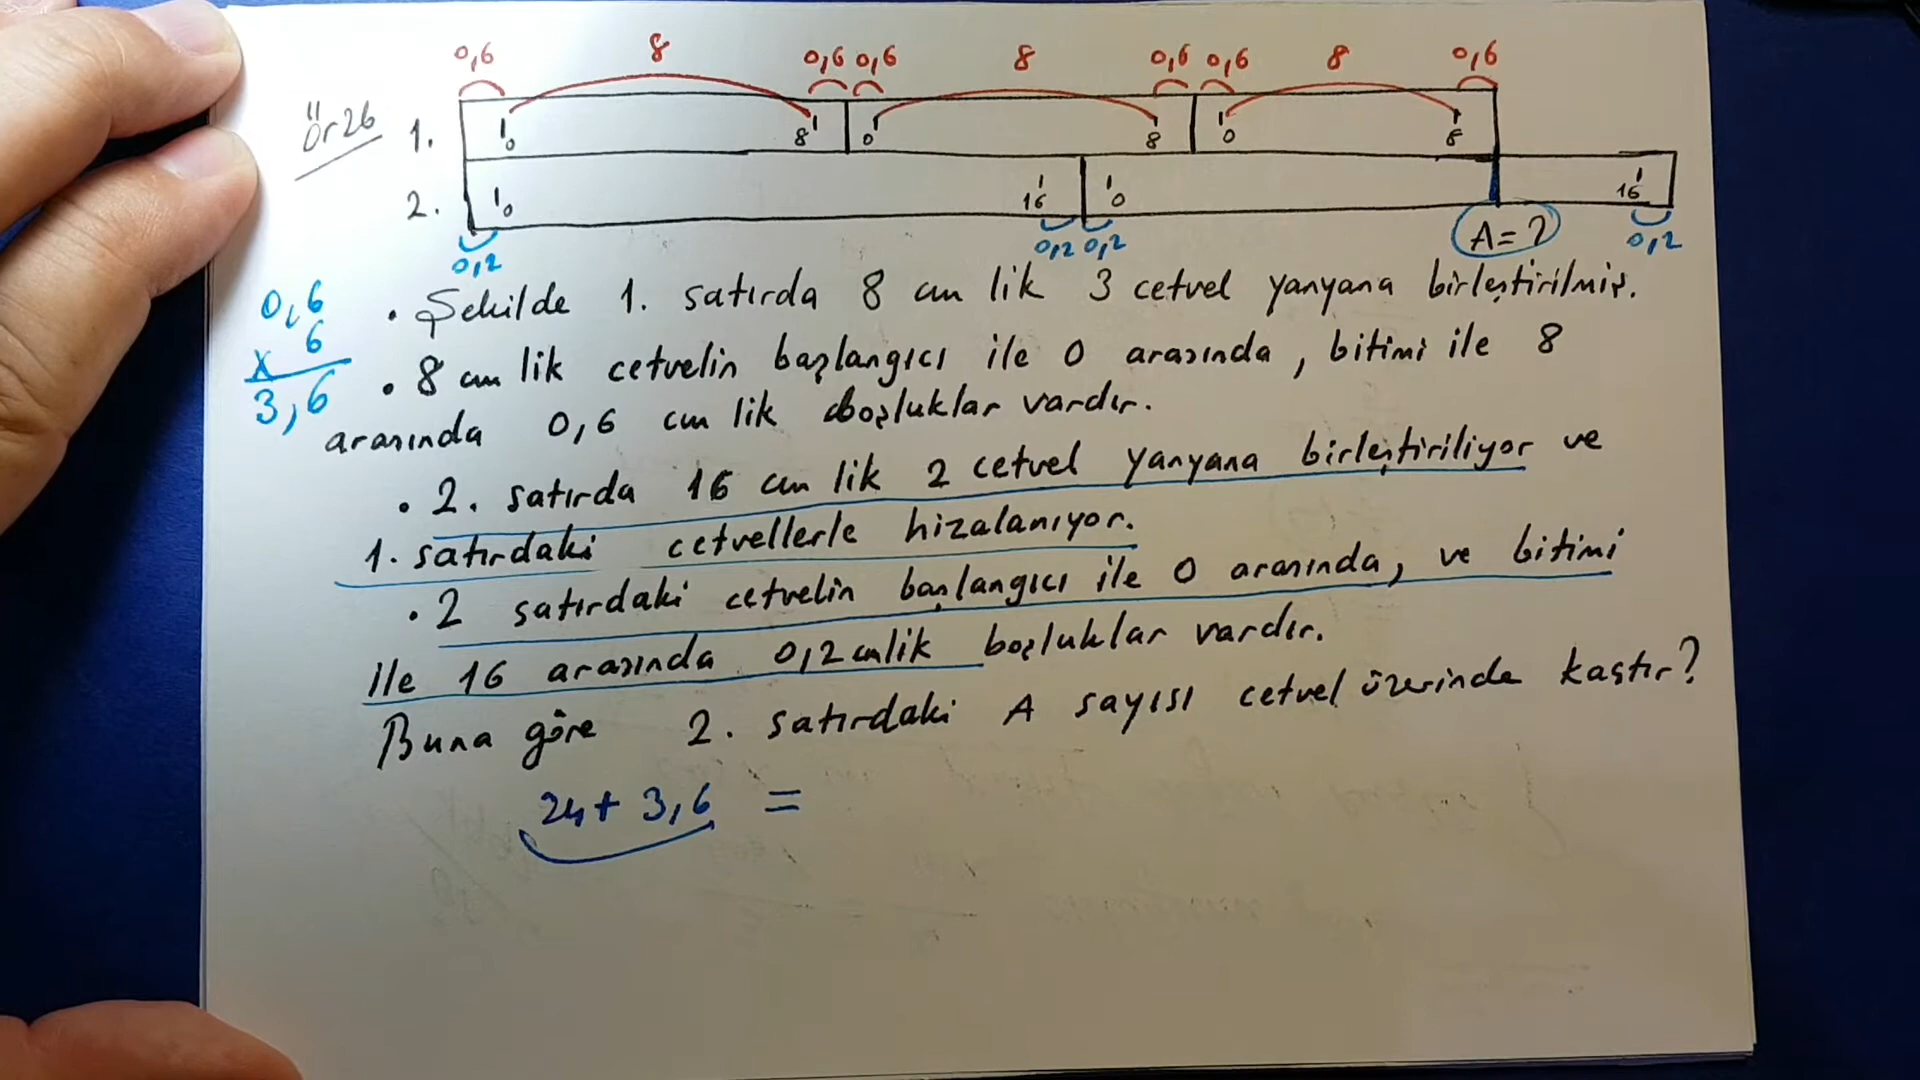 0,6 8 0,6 0,6 8 0,6 0,6 8 0,6
Ör26 1. 0 8 0 8 0 8
2. 0 16 0 16
0,2 0,2 0,2 A=? 0,2
0,6
x 6
3,6
• Şekilde 1. satırda 8 cm lik 3 cetvel yanyana birleştirilmiş.
• 8 cm lik cetvelin başlangıcı ile 0 arasında, bitimi ile 8
arasında 0,6 cm lik boşluklar vardır.
• 2. satırda 16 cm lik 2 cetvel yanyana birleştiriliyor ve
1. satırdaki cetvellerle hizalanıyor.
• 2 satırdaki cetvelin başlangıcı ile 0 arasında, ve bitimi
ile 16 arasında 0,2 cmlik boşluklar vardır.
Buna göre 2. satırdaki A sayısı cetvel üzerinde kaçtır?
24+ 3,6 =